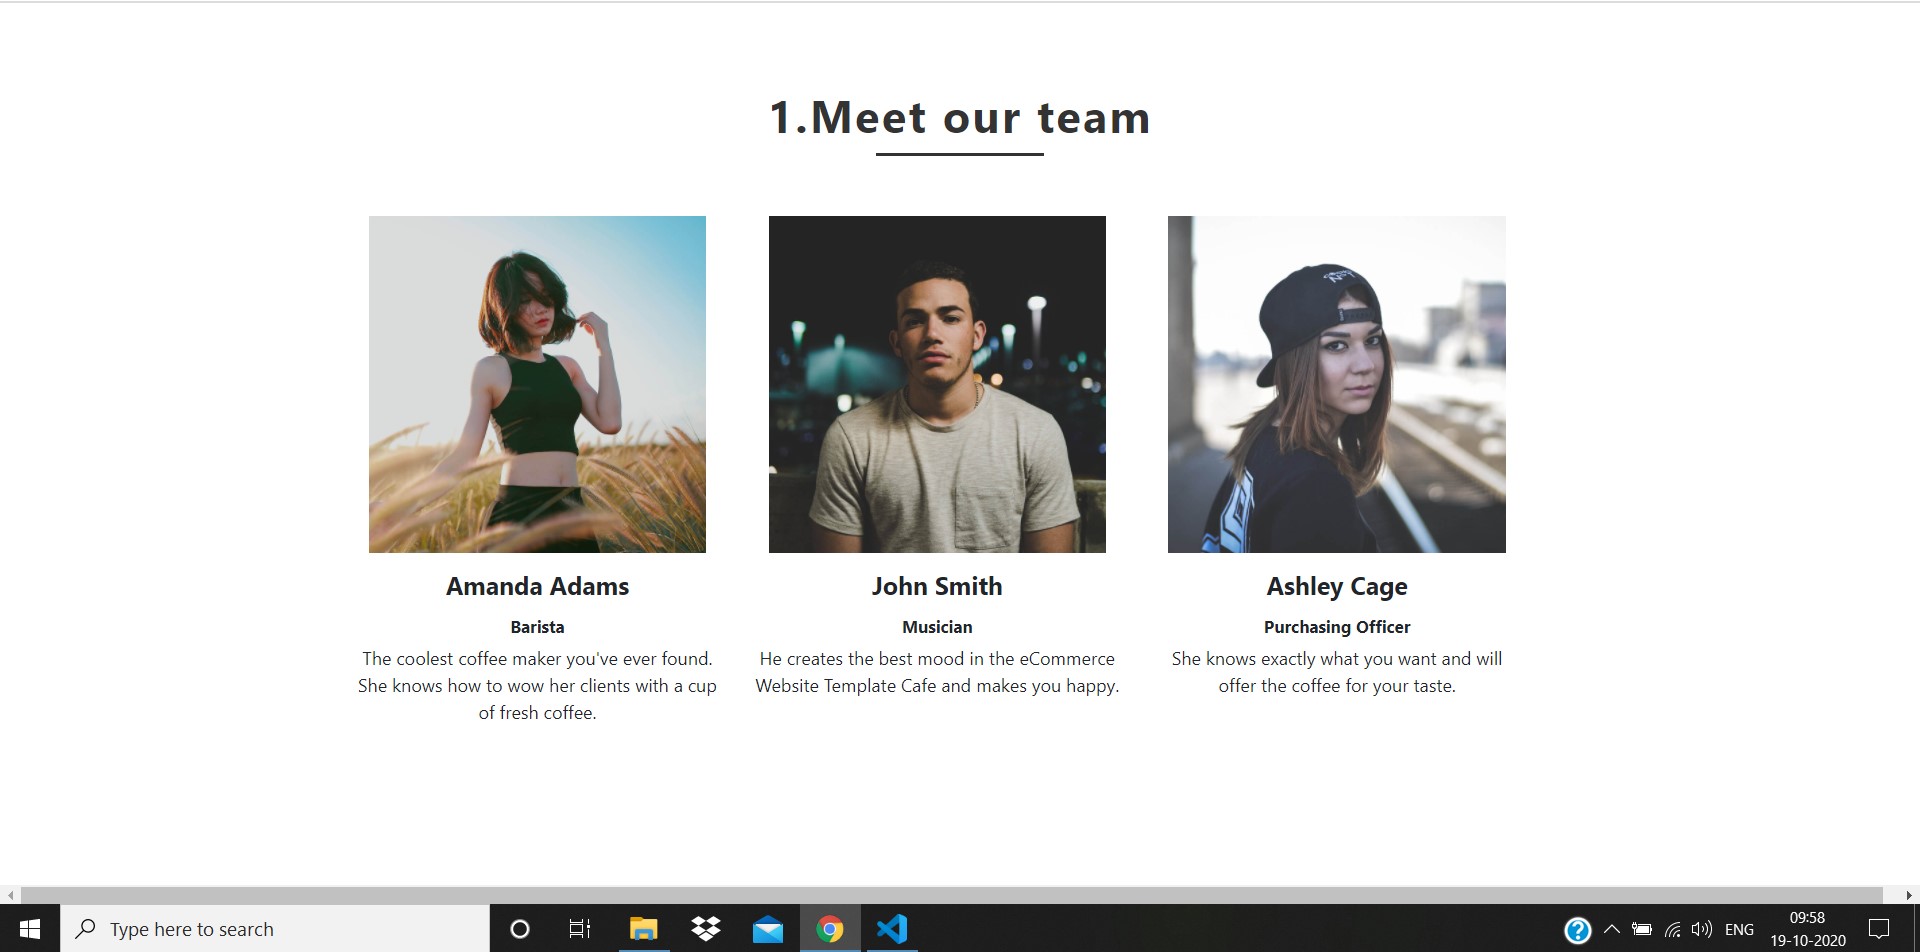 1.Meet our team
Amanda Adams
Barista
The coolest coffee maker you've ever found.
She knows how to wow her clients with a cup
of fresh coffee.
John Smith
Musician
He creates the best mood in the eCommerce
Website Template Cafe and makes you happy.
Ashley Cage
Purchasing Officer
She knows exactly what you want and will
offer the coffee for your taste.
Type here to search
ENG
09:58
19-10-2020